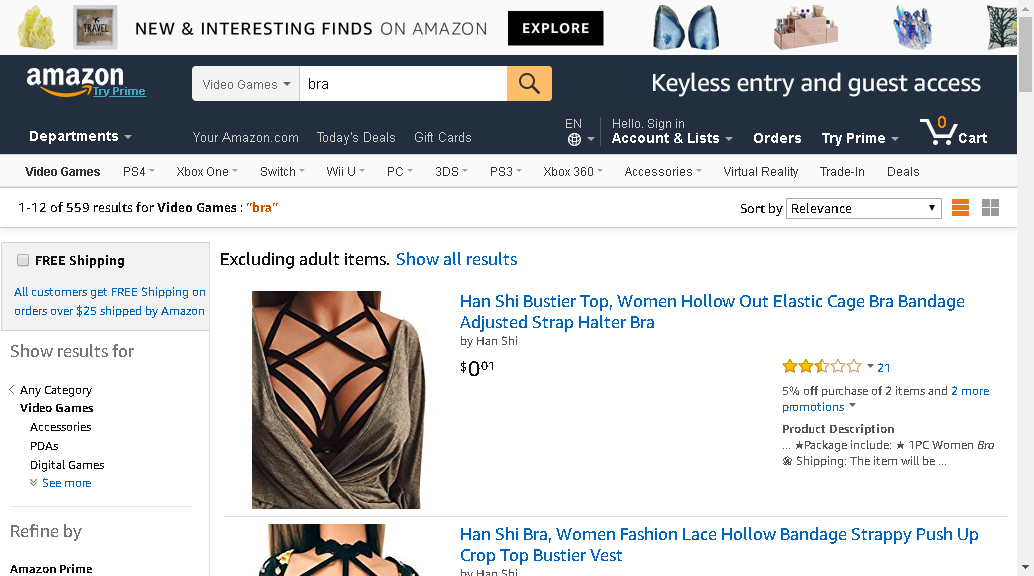 TRAVEL
NEW & INTERESTING FINDS ON AMAZON
EXPLORE
amazon
Try Prime
Video Games
bra
Keyless entry and guest access
Departments
Your Amazon.com
Today's Deals
Gift Cards
EN
Hello. Sign in
Account & Lists
Orders
Try Prime
0
Cart
Video Games
PS4
Xbox One
Switch
Wii U
PC
3DS
PS3
Xbox 360
Accessories
Virtual Reality
Trade-In
Deals
1-12 of 559 results for Video Games : "bra"
Sort by
Relevance
FREE Shipping
All customers get FREE Shipping on
orders over $25 shipped by Amazon
Show results for
Any Category
Video Games
Accessories
PDAs
Digital Games
See more
Refine by
Amazon Prime
Excluding adult items. Show all results
Han Shi Bustier Top, Women Hollow Out Elastic Cage Bra Bandage
Adjusted Strap Halter Bra
by Han Shi
$0.01
21
5% off purchase of 2 items and 2 more
promotions
Product Description
... ★Package include: ★ 1PC Women Bra
❀ Shipping: The item will be ...
Han Shi Bra, Women Fashion Lace Hollow Bandage Strappy Push Up
Crop Top Bustier Vest
by Han Shi